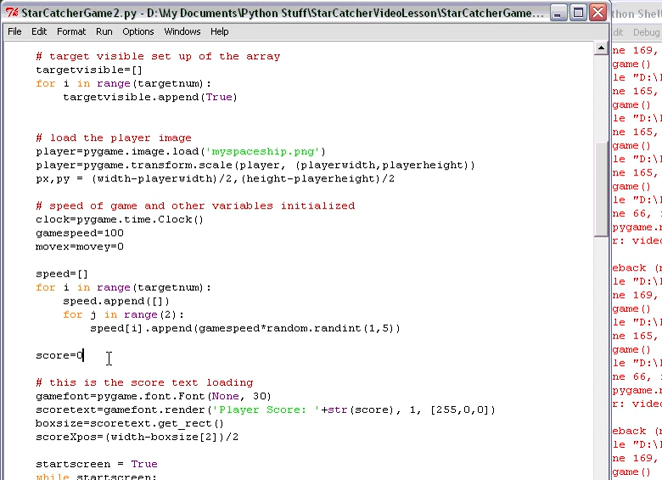 StarCatcherGame2.py - D:\My Documents\Python Stuff\StarCatcherVideoLesson\StarCatcherGame...
File Edit Format Run Options Windows Help
# target visible set up of the array
targetvisible=[]
for i in range(targetnum):
targetvisible.append(True)
# load the player image
player=pygame.image.load('myspaceship.png')
player=pygame.transform.scale(player, (playerwidth,playerheight))
px,py = (width-playerwidth)/2,(height-playerheight)/2
# speed of game and other variables initialized
clock=pygame.time.Clock()
gamespeed=100
movex=movey=0
speed=[]
for i in range(targetnum):
speed.append([])
for j in range(2):
speed[i].append(gamespeed*random.randint(1,5))
score=0
# this is the score text loading
gamefont=pygame.font.Font(None, 30)
scoretext=gamefont.render('Player Score: '+str(score), 1, [255,0,0])
boxsize=scoretext.get_rect()
scoreXpos=(width-boxsize[2])/2
startscreen = True
while startscreen:
thon Shel
dit Debug
ne 169,
game()
le "D:\
ne 165,
game()
le "D:\
ne 165,
game()
le "D:\
ne 165,
game()
le "D:\
ne 66, i
pygame.r
r: video
eback (m
ne 169,
game()
le "D:\
ne 165,
game()
le "D:\
ne 66,
pygame.r
r: video
eback (m
ne 169,